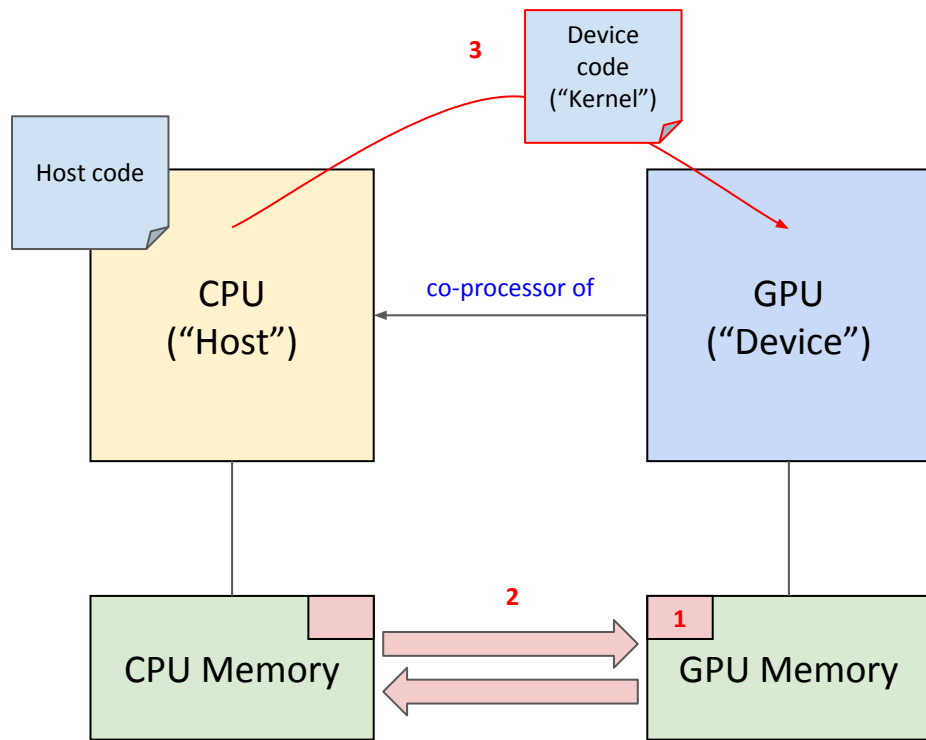 3
Device
code
(“Kernel”)
Host code
CPU
(“Host”)
co-processor of
GPU
(“Device”)
2
1
CPU Memory
GPU Memory